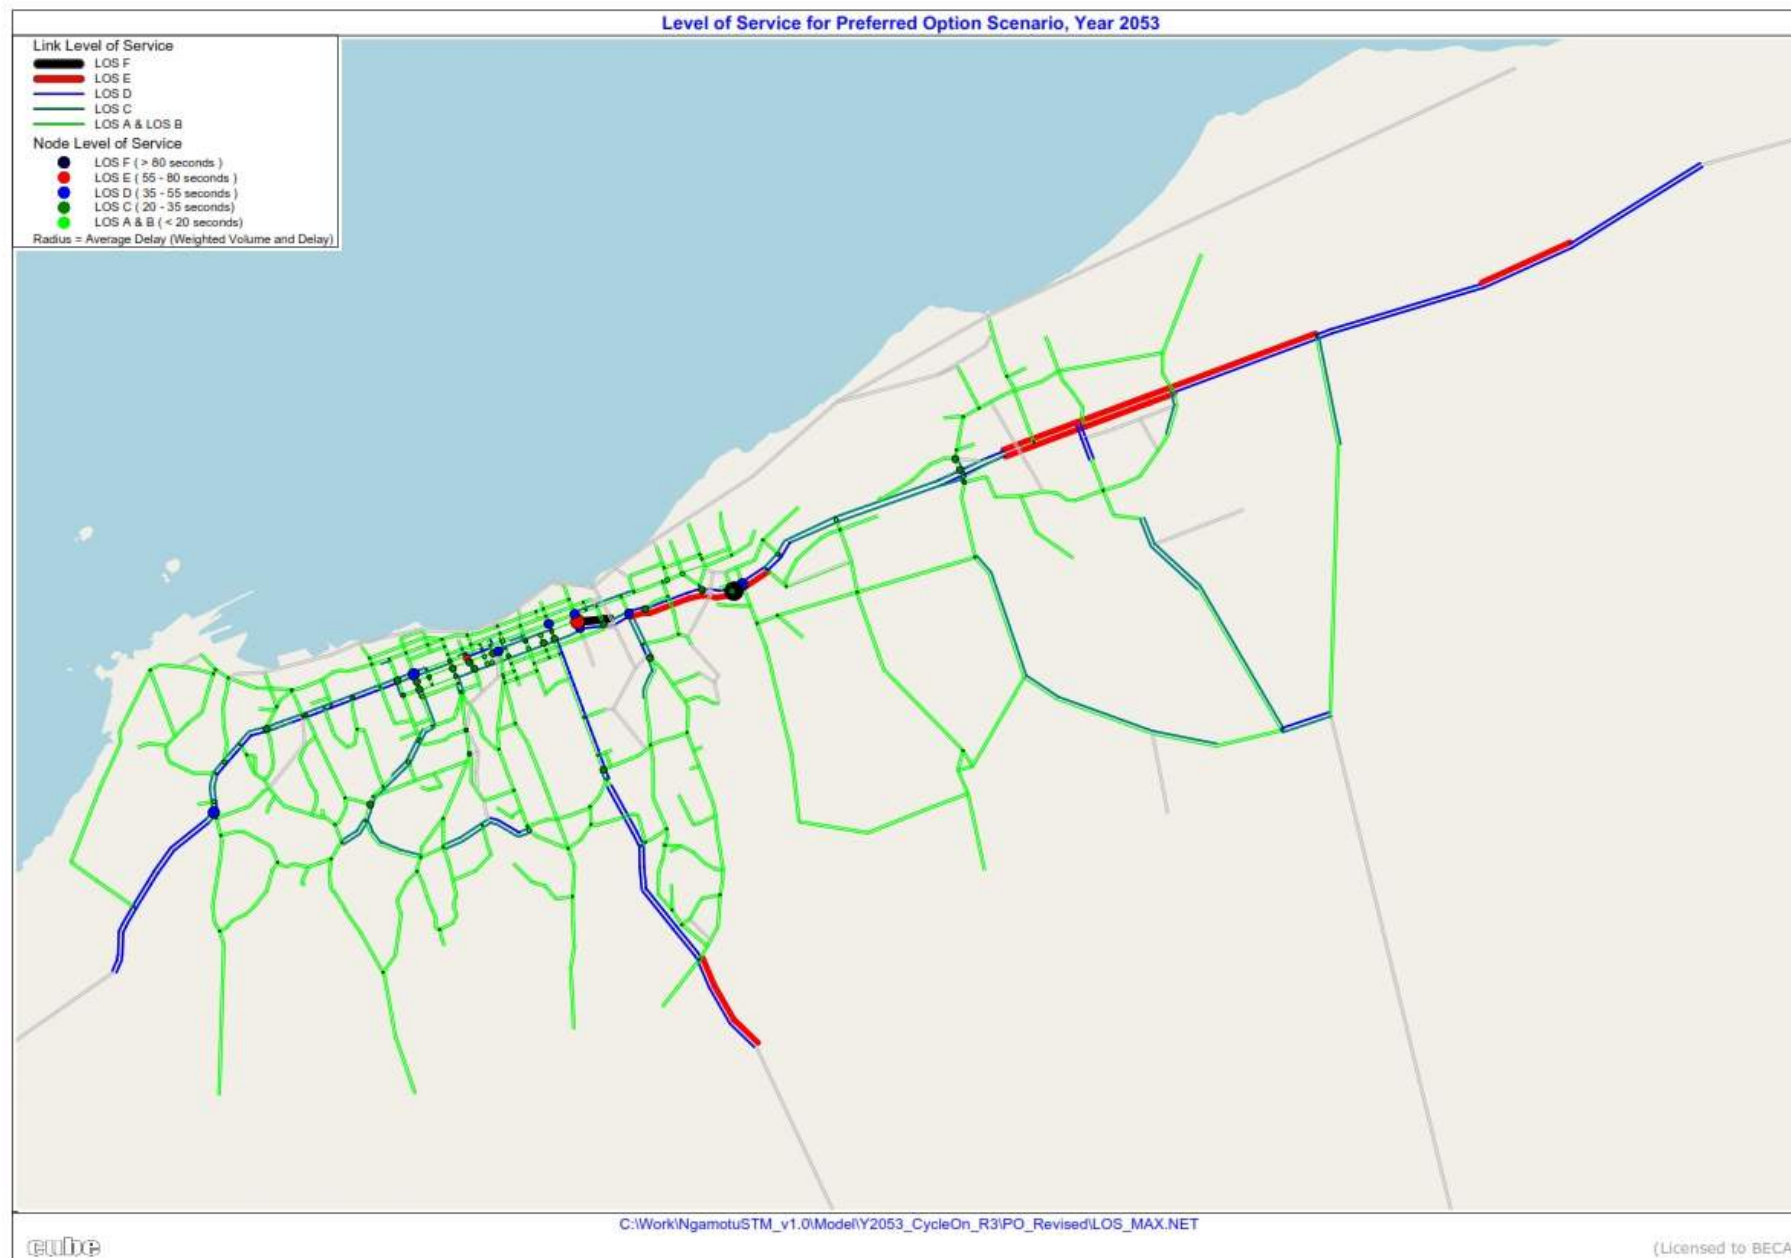 Level of Service for Preferred Option Scenario, Year 2053
Link Level of Service
LOS F
LOS E
LOS D
LOS C
LOS A & LOS B
Node Level of Service
LOS F ( > 80 seconds )
LOS E ( 55 - 80 seconds )
LOS D ( 35 - 55 seconds )
LOS C ( 20 - 35 seconds)
LOS A & B ( < 20 seconds)
Radius = Average Delay (Weighted Volume and Delay)
C:\Work\NgamotuSTM_v1.0\Model\Y2053_CycleOn_R3\PO_Revised\LOS_MAX.NET
cube
(Licensed to BECA